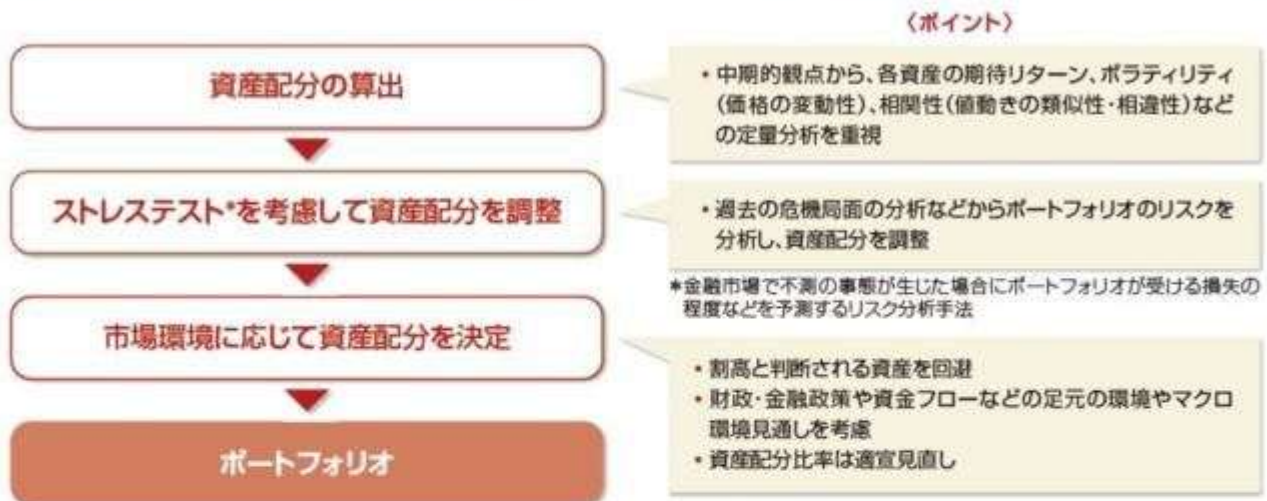 〈ポイント〉
資産配分の算出
・中期的観点から、各資産の期待リターン、ボラティリティ
(価格の変動性)、相関性(値動きの類似性・相違性)など
の定量分析を重視
ストレステスト*を考慮して資産配分を調整
・過去の危機局面の分析などからポートフォリオのリスクを
分析し、資産配分を調整
*金融市場で不測の事態が生じた場合にポートフォリオが受ける損失の
程度などを予測するリスク分析手法
市場環境に応じて資産配分を決定
・割高と判断される資産を回避
・財政・金融政策や資金フローなどの足元の環境やマクロ
環境見通しを考慮
・資産配分比率は適宜見直し
ポートフォリオ